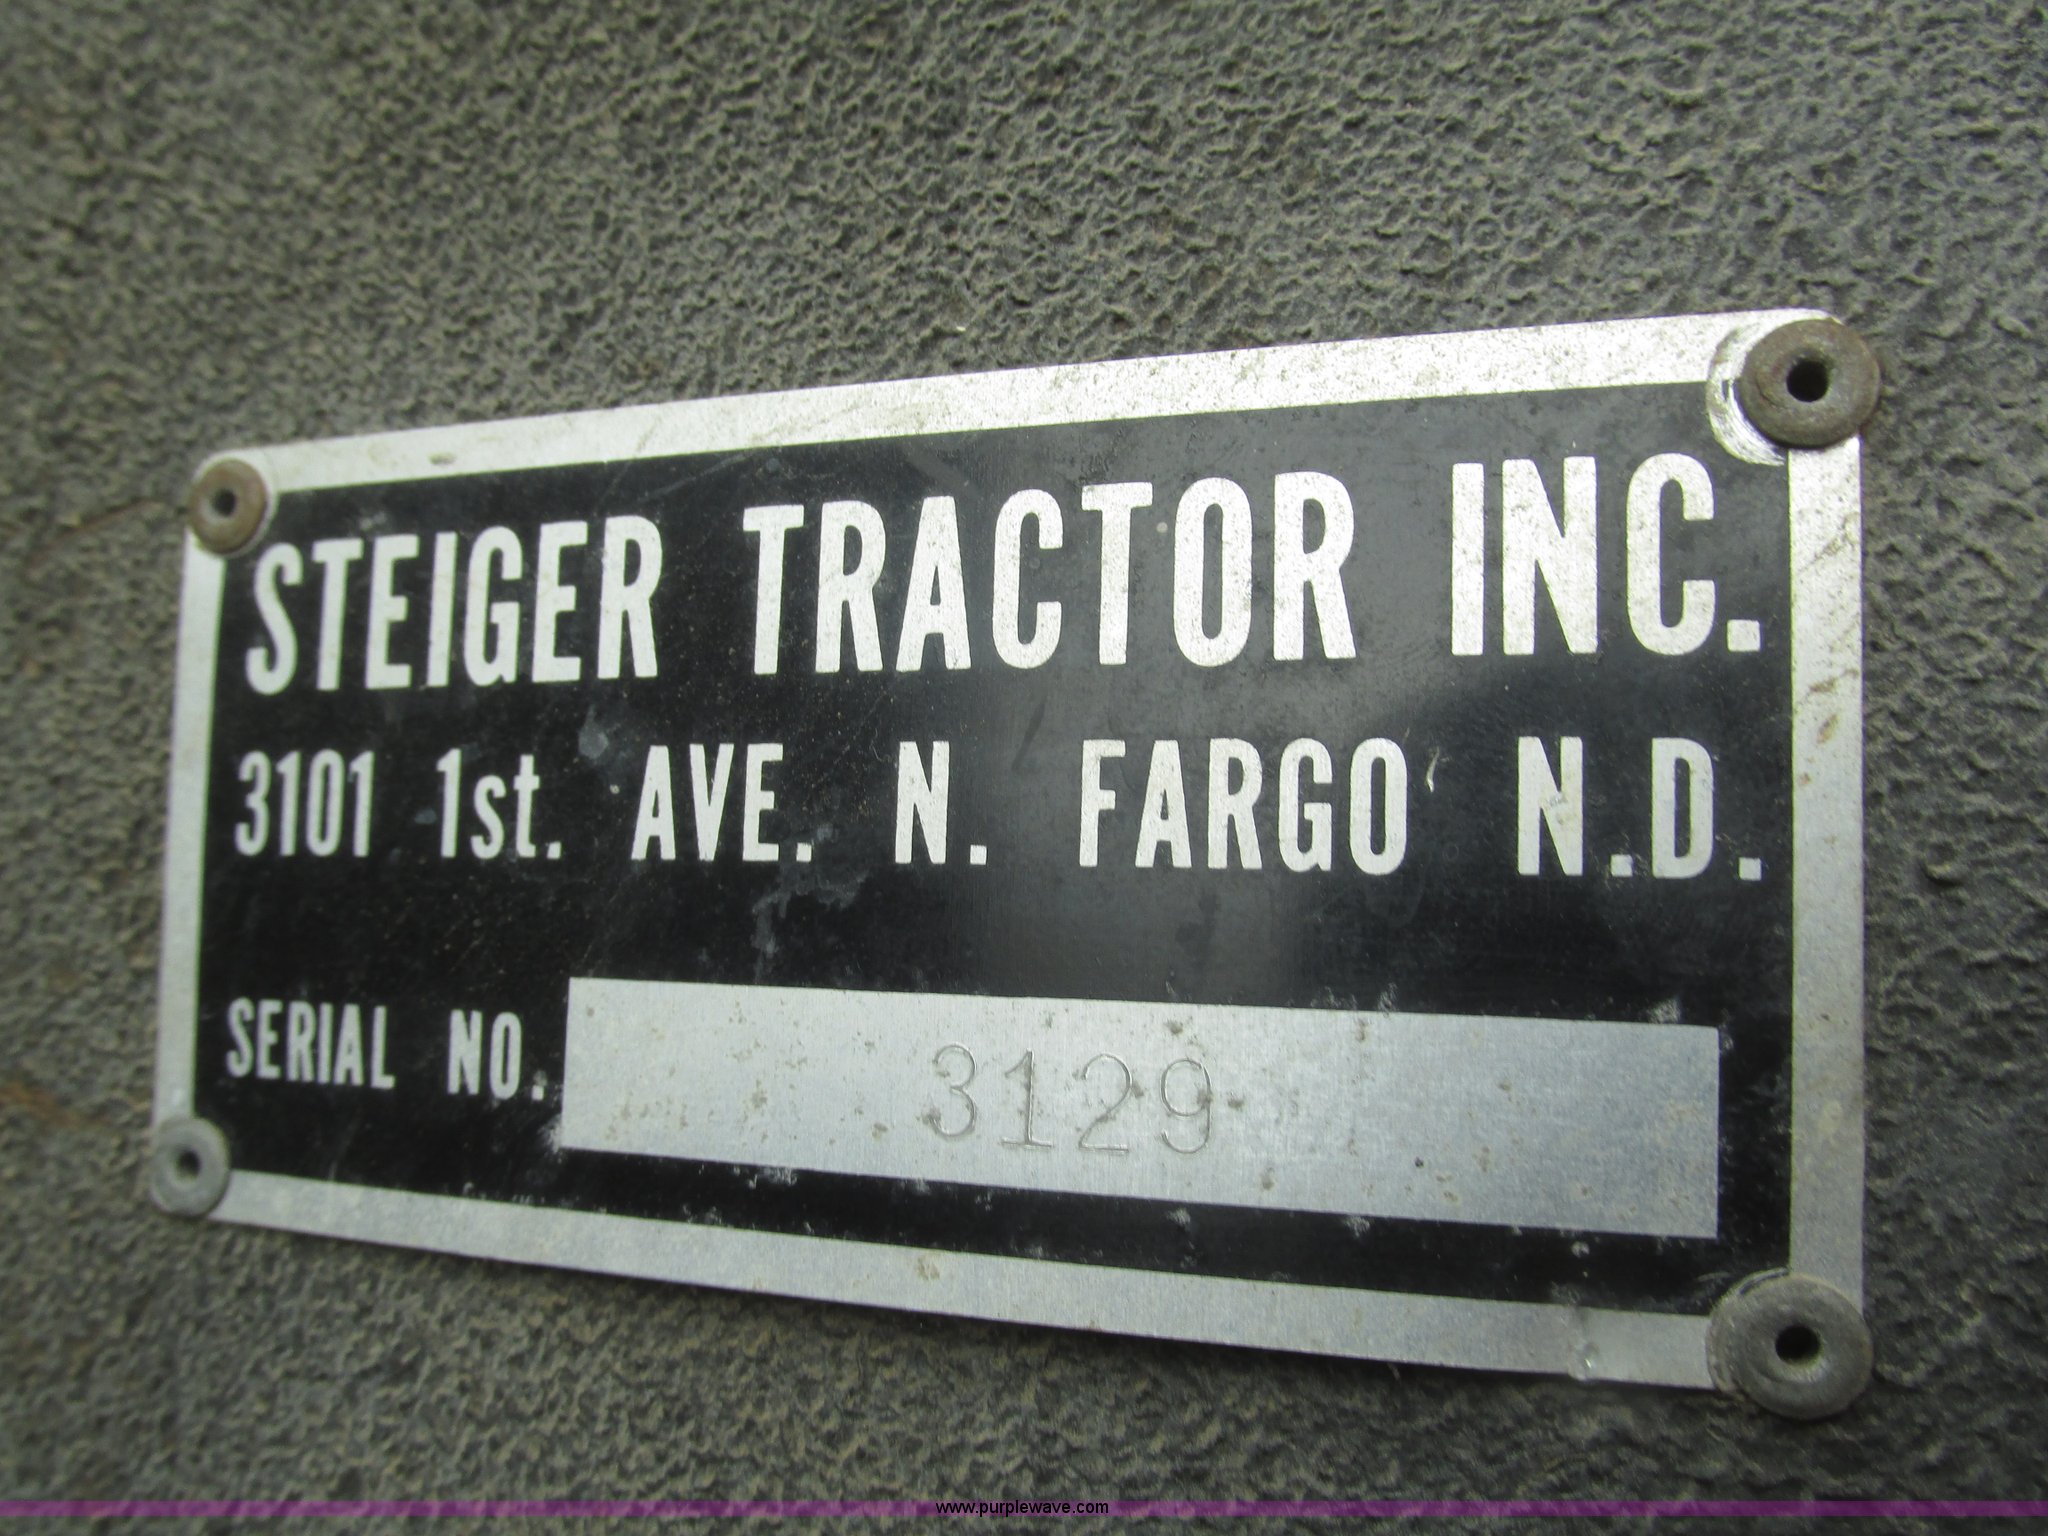 STEIGER TRACTOR INC.
3101 1st. AVE. N. FARGO N.D.
SERIAL NO. 3129
www.purplewave.com